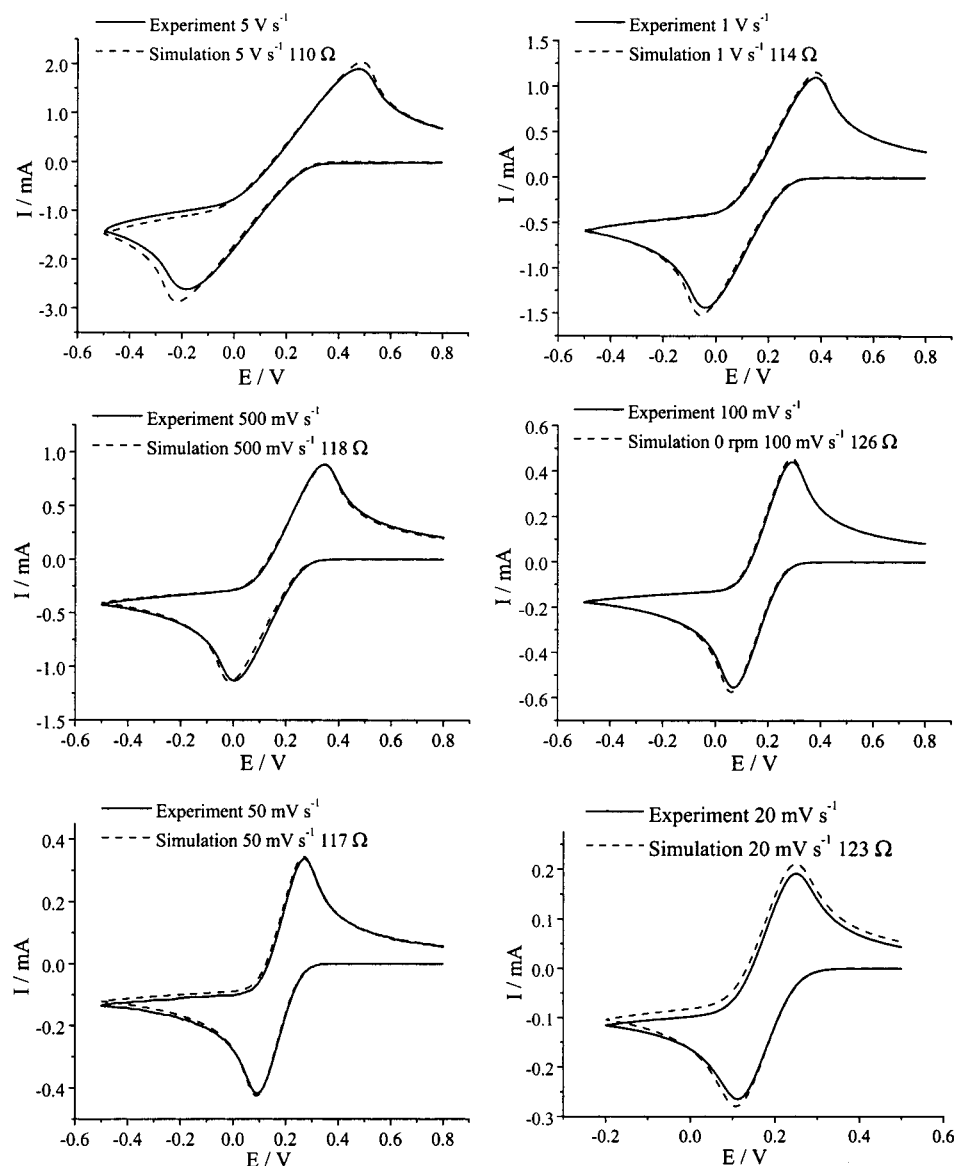 Experiment 5 V s⁻¹
Simulation 5 V s⁻¹ 110 Ω
2.0
1.0
0.0
-1.0
-2.0
-3.0
I / mA
-0.6 -0.4 -0.2 0.0 0.2 0.4 0.6 0.8
E / V
Experiment 1 V s⁻¹
Simulation 1 V s⁻¹ 114 Ω
1.5
1.0
0.5
0.0
-0.5
-1.0
-1.5
I / mA
-0.6 -0.4 -0.2 0.0 0.2 0.4 0.6 0.8
E / V
Experiment 500 mV s⁻¹
Simulation 500 mV s⁻¹ 118 Ω
1.0
0.5
0.0
-0.5
-1.0
-1.5
I / mA
-0.6 -0.4 -0.2 0.0 0.2 0.4 0.6 0.8
E / V
Experiment 100 mV s⁻¹
Simulation 0 rpm 100 mV s⁻¹ 126 Ω
0.6
0.4
0.2
0.0
-0.2
-0.4
-0.6
I / mA
-0.6 -0.4 -0.2 0.0 0.2 0.4 0.6 0.8
E / V
Experiment 50 mV s⁻¹
Simulation 50 mV s⁻¹ 117 Ω
0.4
0.2
0.0
-0.2
-0.4
I / mA
-0.6 -0.4 -0.2 0.0 0.2 0.4 0.6 0.8
E / V
Experiment 20 mV s⁻¹
Simulation 20 mV s⁻¹ 123 Ω
0.2
0.1
0.0
-0.1
-0.2
-0.3
I / mA
-0.2 0.0 0.2 0.4 0.6
E / V